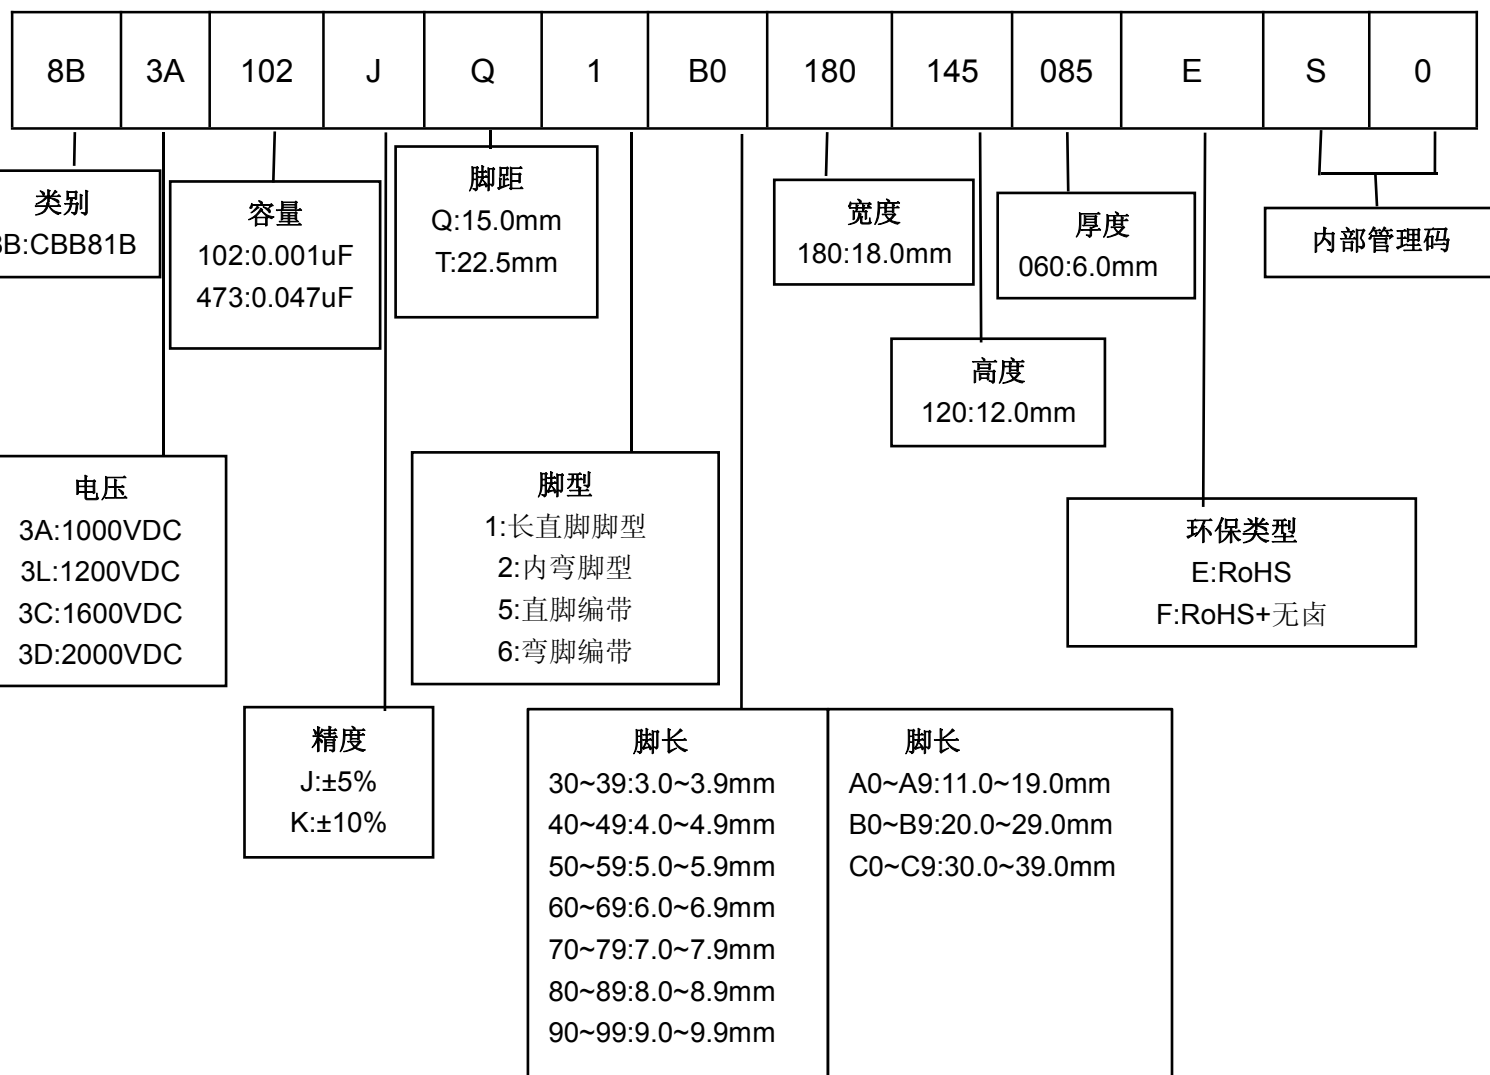 8B 3A 102 J Q 1 B0 180 145 085 E S 0
类别
8B:CBB81B
容量
102:0.001uF
473:0.047uF
脚距
Q:15.0mm
T:22.5mm
宽度
180:18.0mm
厚度
060:6.0mm
内部管理码
高度
120:12.0mm
电压
3A:1000VDC
3L:1200VDC
3C:1600VDC
3D:2000VDC
脚型
1:长直脚脚型
2:内弯脚型
5:直脚编带
6:弯脚编带
环保类型
E:RoHS
F:RoHS+无卤
精度
J:±5%
K:±10%
脚长
30~39:3.0~3.9mm
40~49:4.0~4.9mm
50~59:5.0~5.9mm
60~69:6.0~6.9mm
70~79:7.0~7.9mm
80~89:8.0~8.9mm
90~99:9.0~9.9mm
脚长
A0~A9:11.0~19.0mm
B0~B9:20.0~29.0mm
C0~C9:30.0~39.0mm